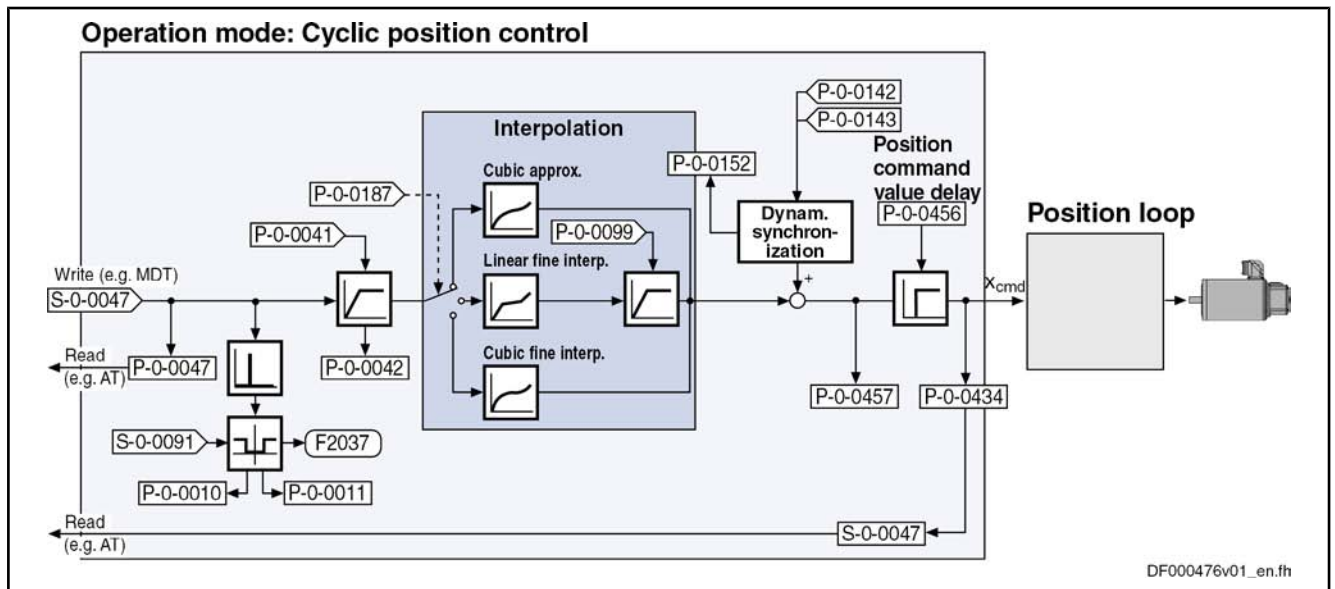 Operation mode: Cyclic position control
Interpolation
Cubic approx.
Linear fine interp.
Cubic fine interp.
P-0-0187
P-0-0041
P-0-0099
P-0-0152
P-0-0142
P-0-0143
Dynam.
synchron-
ization
+
Position
command
value delay
P-0-0456
Position loop
Write (e.g. MDT)
S-0-0047
Read
(e.g. AT)
P-0-0047
P-0-0042
xcmd
P-0-0457
P-0-0434
S-0-0091
F2037
P-0-0010
P-0-0011
Read
(e.g. AT)
S-0-0047
DF000476v01_en.fh